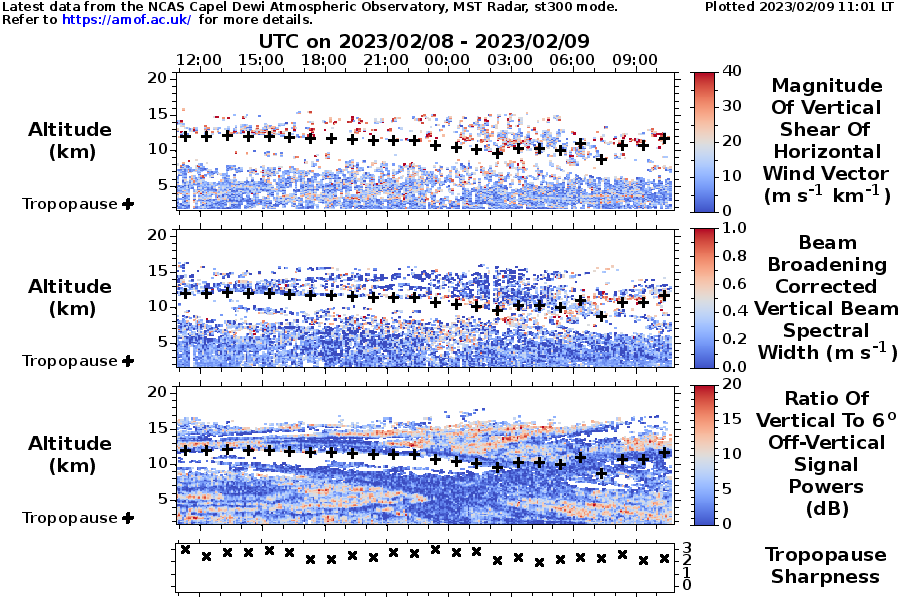 Latest data from the NCAS Capel Dewi Atmospheric Observatory, MST Radar, st300 mode.
Plotted 2023/02/09 11:01 LT
Refer to https://amof.ac.uk/ for more details.
UTC on 2023/02/08 - 2023/02/09
12:00 15:00 18:00 21:00 00:00 03:00 06:00 09:00
20
15
10
5
Altitude
(km)
Tropopause +
40
30
20
10
0
Magnitude
Of Vertical
Shear Of
Horizontal
Wind Vector
(m s-1 km-1)
20
15
10
5
Altitude
(km)
Tropopause +
1.0
0.8
0.6
0.4
0.2
0.0
Beam
Broadening
Corrected
Vertical Beam
Spectral
Width (m s-1)
20
15
10
5
Altitude
(km)
Tropopause +
20
15
10
5
0
Ratio Of
Vertical To 6o
Off-Vertical
Signal
Powers
(dB)
3
2
1
0
Tropopause
Sharpness